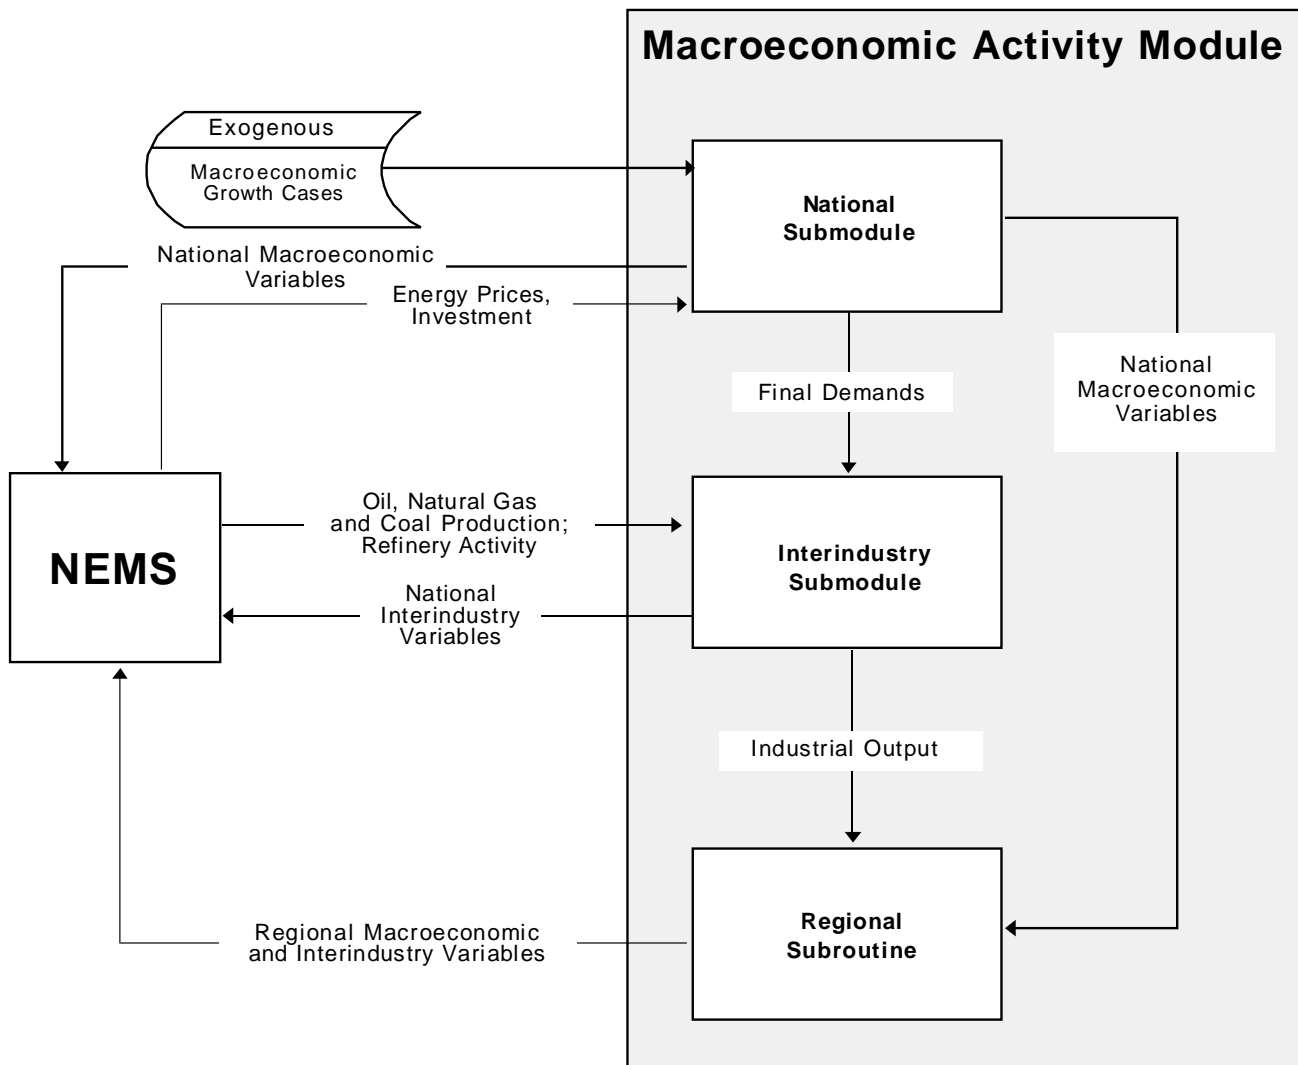 Macroeconomic Activity Module
Exogenous
Macroeconomic
Growth Cases
National
Submodule
National Macroeconomic
Variables
Energy Prices,
Investment
National
Macroeconomic
Variables
Final Demands
Oil, Natural Gas
and Coal Production;
Refinery Activity
NEMS
Interindustry
Submodule
National
Interindustry
Variables
Industrial Output
Regional
Subroutine
Regional Macroeconomic
and Interindustry Variables